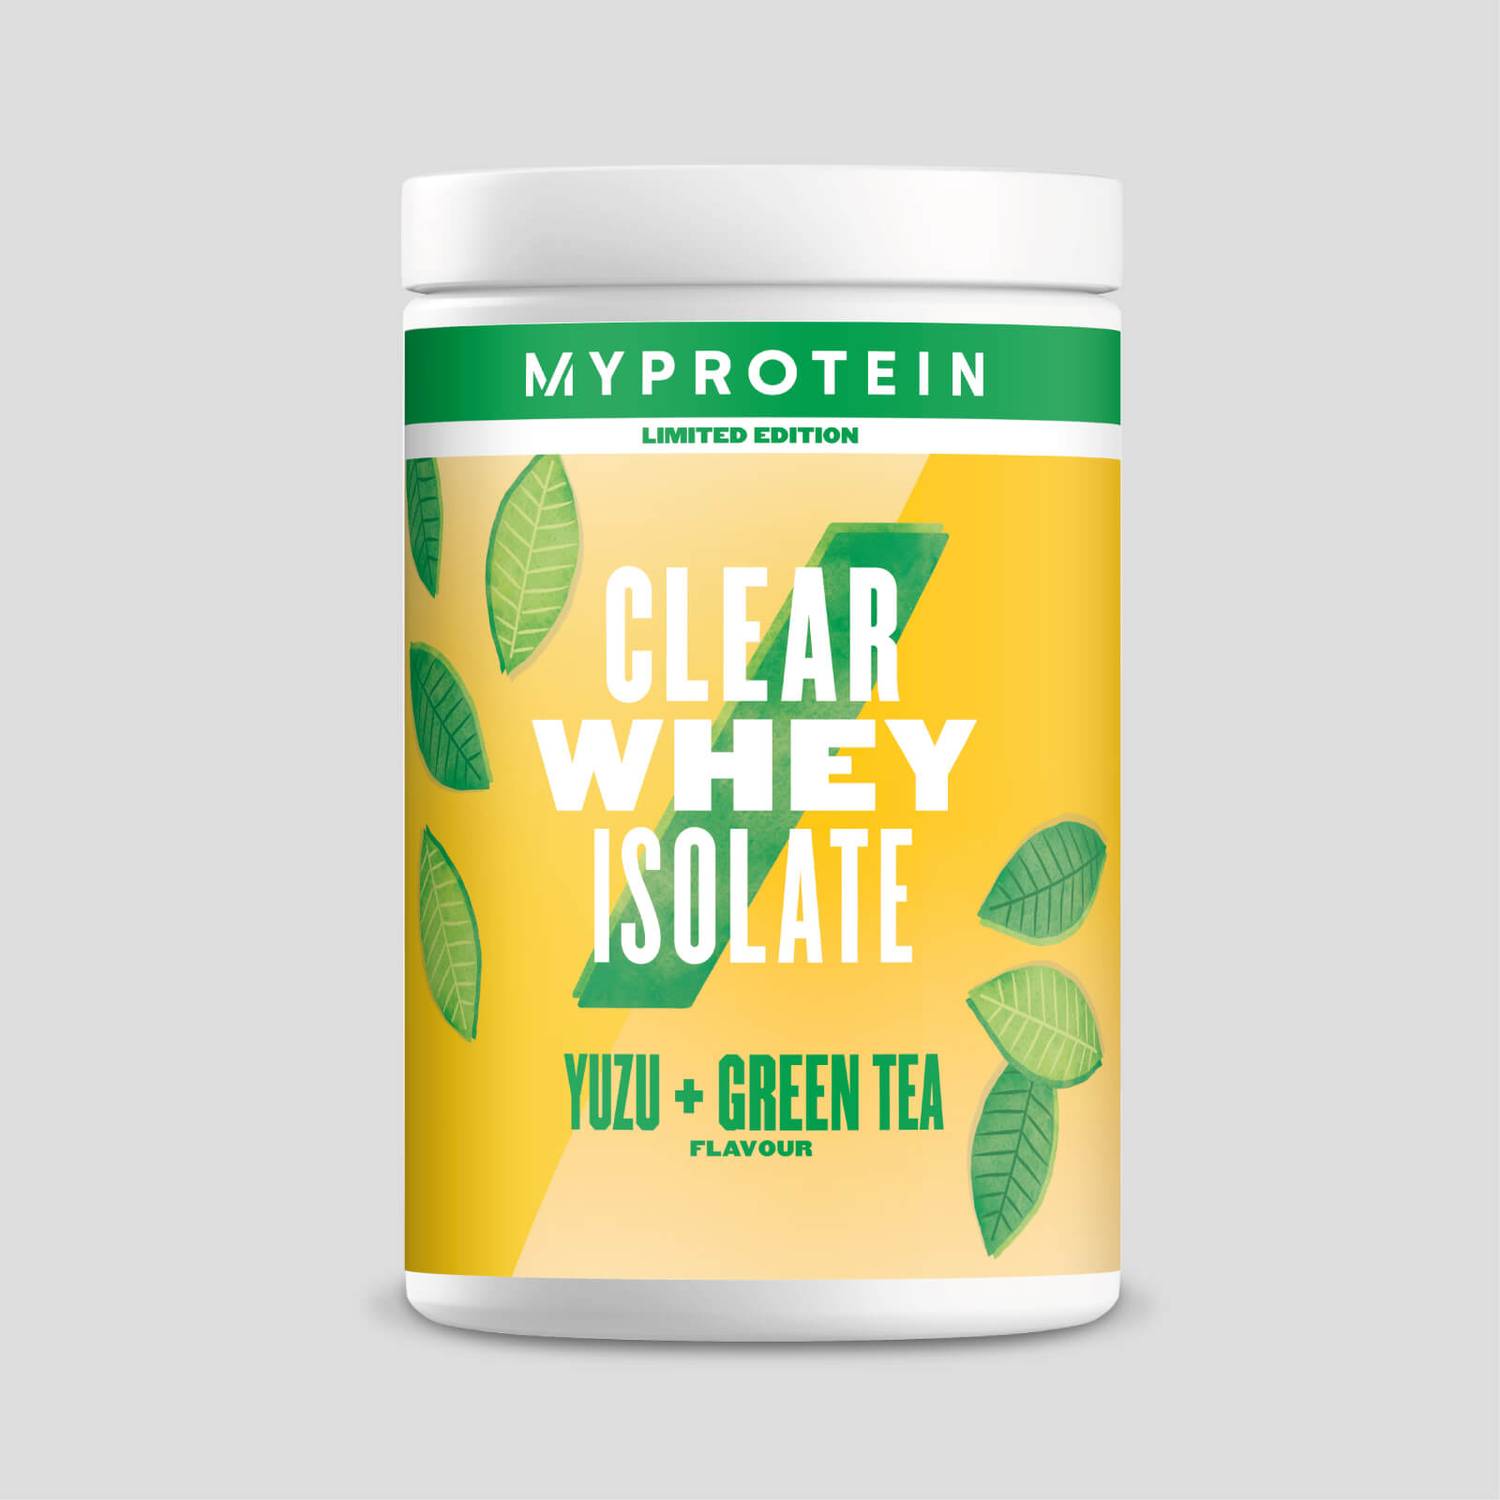 MYPROTEIN
LIMITED EDITION
CLEAR
WHEY
ISOLATE
YUZU + GREEN TEA
FLAVOUR